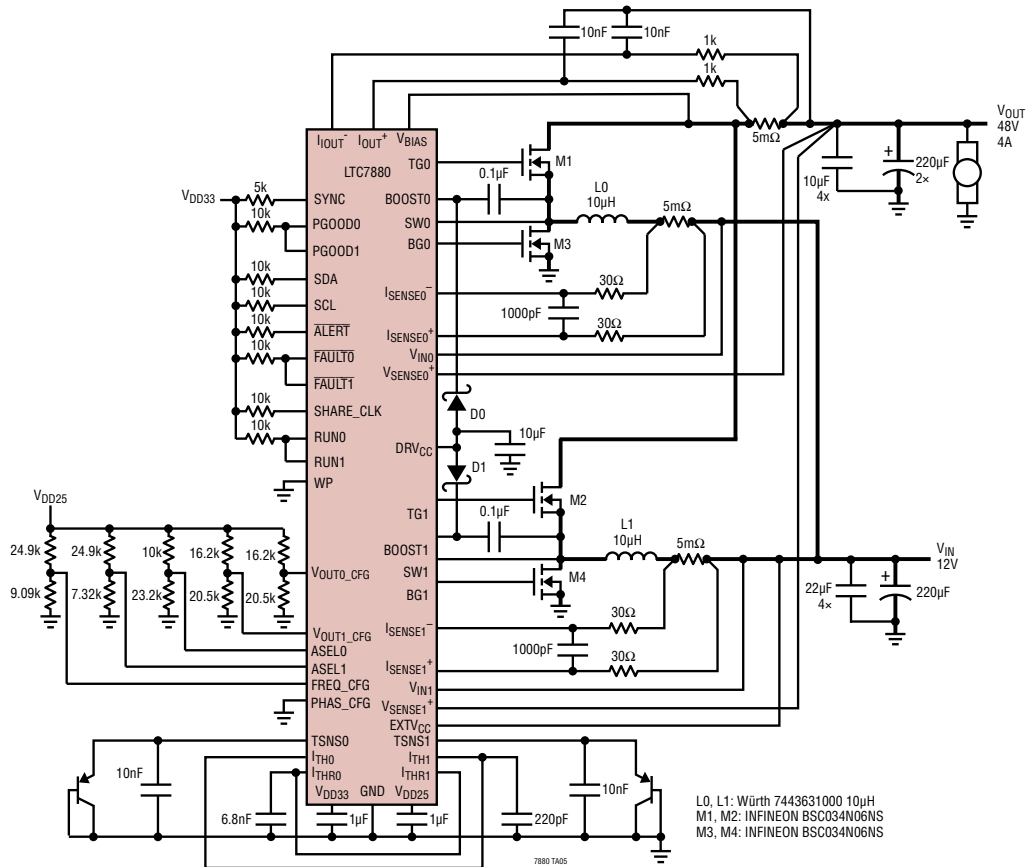 10nF
10nF
1k
1k
5mΩ
VOUT
48V
4A
10µF
4x
+
220µF
2×
IIOUT-
IOUT+
VBIAS
LTC7880
TG0
M1
0.1µF
BOOST0
L0
10µH
5mΩ
SW0
BG0
M3
VDD33
5k
SYNC
10k
PGOOD0
PGOOD1
10k
SDA
10k
SCL
10k
ALERT
10k
FAULT0
FAULT1
10k
SHARE_CLK
10k
RUN0
RUN1
WP
ISENSE0–
30Ω
1000pF
30Ω
ISENSE0+
VIN0
VSENSE0+
D0
10µF
DRVCC
D1
M2
TG1
0.1µF
BOOST1
L1
10µH
5mΩ
SW1
BG1
M4
VIN
12V
22µF
4×
+
220µF
VDD25
24.9k
24.9k
10k
16.2k
16.2k
9.09k
7.32k
23.2k
20.5k
20.5k
VOUT0_CFG
VOUT1_CFG
ASEL0
ASEL1
FREQ_CFG
PHAS_CFG
ISENSE1–
30Ω
1000pF
30Ω
ISENSE1+
VIN1
VSENSE1+
EXTVCC
TSNS0
TSNS1
ITH0
ITH1
ITHR0
ITHR1
VDD33
GND
VDD25
10nF
6.8nF
1µF
1µF
220pF
10nF
L0, L1: Würth 7443631000 10µH
M1, M2: INFINEON BSC034N06NS
M3, M4: INFINEON BSC034N06NS
7880 TA05